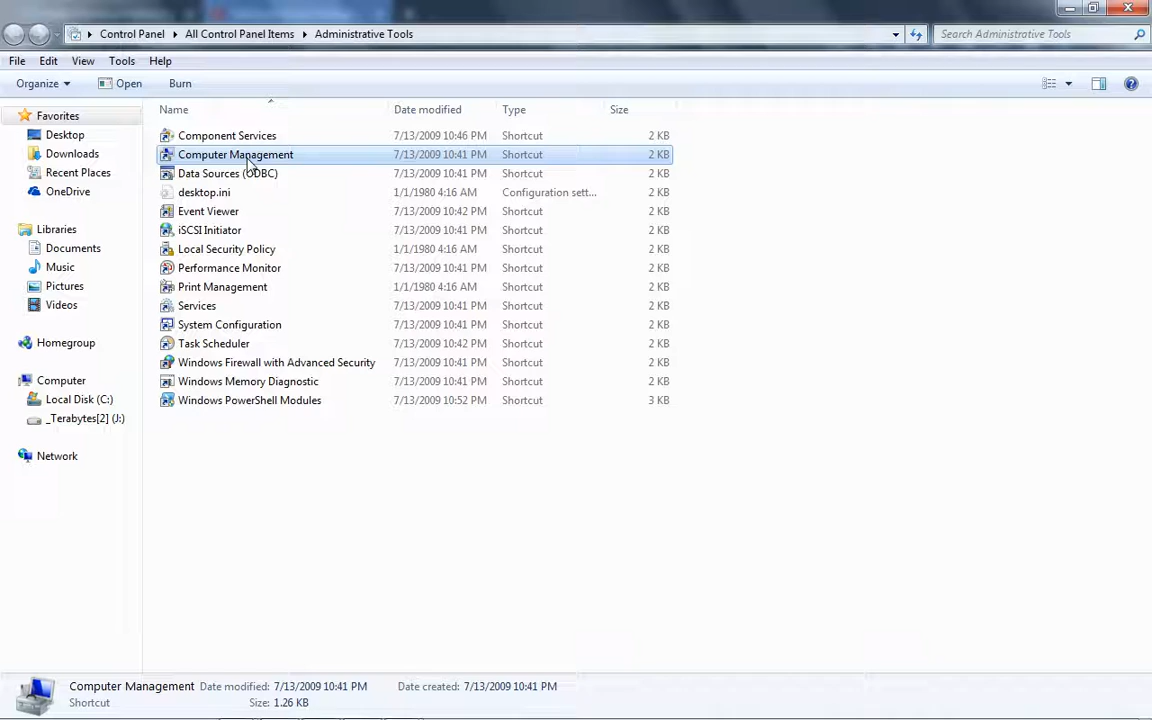 Control Panel All Control Panel Items Administrative Tools Search Administrative Tools
File Edit View Tools Help
Organize Open Burn
Name Date modified Type Size
Favorites
Desktop
Downloads
Recent Places
OneDrive
Libraries
Documents
Music
Pictures
Videos
Homegroup
Computer
Local Disk (C:)
_Terabytes[2] (J:)
Network
Component Services 7/13/2009 10:46 PM Shortcut 2 KB
Computer Management 7/13/2009 10:41 PM Shortcut 2 KB
Data Sources (ODBC) 7/13/2009 10:41 PM Shortcut 2 KB
desktop.ini 1/1/1980 4:16 AM Configuration sett... 2 KB
Event Viewer 7/13/2009 10:42 PM Shortcut 2 KB
iSCSI Initiator 7/13/2009 10:41 PM Shortcut 2 KB
Local Security Policy 1/1/1980 4:16 AM Shortcut 2 KB
Performance Monitor 7/13/2009 10:41 PM Shortcut 2 KB
Print Management 1/1/1980 4:16 AM Shortcut 2 KB
Services 7/13/2009 10:41 PM Shortcut 2 KB
System Configuration 7/13/2009 10:41 PM Shortcut 2 KB
Task Scheduler 7/13/2009 10:42 PM Shortcut 2 KB
Windows Firewall with Advanced Security 7/13/2009 10:41 PM Shortcut 2 KB
Windows Memory Diagnostic 7/13/2009 10:41 PM Shortcut 2 KB
Windows PowerShell Modules 7/13/2009 10:52 PM Shortcut 3 KB
Computer Management Date modified: 7/13/2009 10:41 PM Date created: 7/13/2009 10:41 PM
Shortcut Size: 1.26 KB